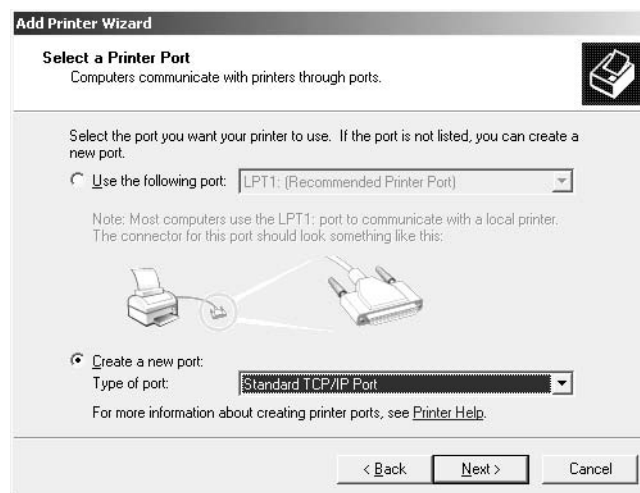 Add Printer Wizard
Select a Printer Port
Computers communicate with printers through ports.
Select the port you want your printer to use. If the port is not listed, you can create a
new port.
Use the following port: LPT1: (Recommended Printer Port)
Note: Most computers use the LPT1: port to communicate with a local printer.
The connector for this port should look something like this:
Create a new port:
Type of port: Standard TCP/IP Port
For more information about creating printer ports, see Printer Help.
< Back Next > Cancel